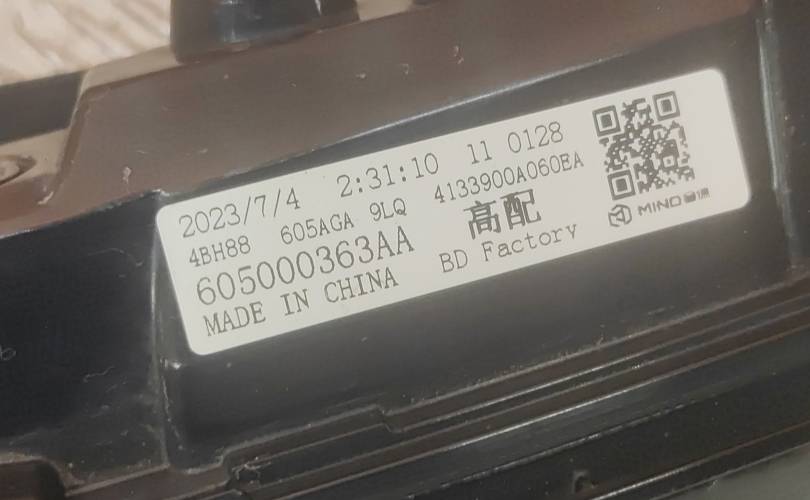 2023/7/4 2:31:10 11 0128
4BH88 605AGA 9LQ 4133900A060EA
605000363AA 高配
MADE IN CHINA BD Factory
MIND